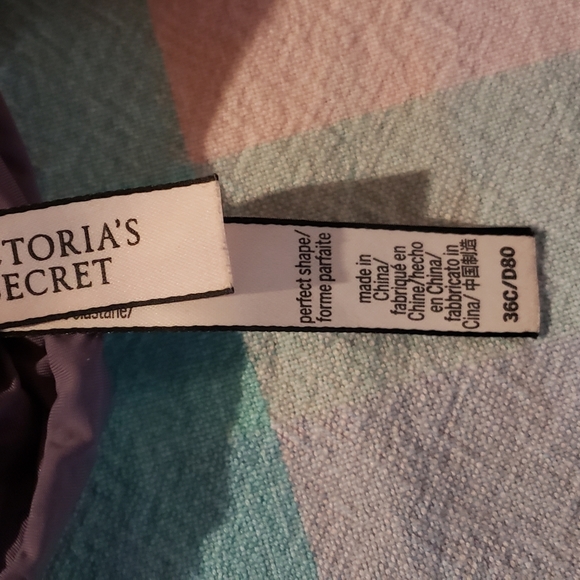 TORIA'S
SECRET
elastane/
perfect shape/
forme parfaite
made in
China/
fabriqué en
Chine/hecho
en China/
fabbricato in
Cina/ 中国制造
36C/D80